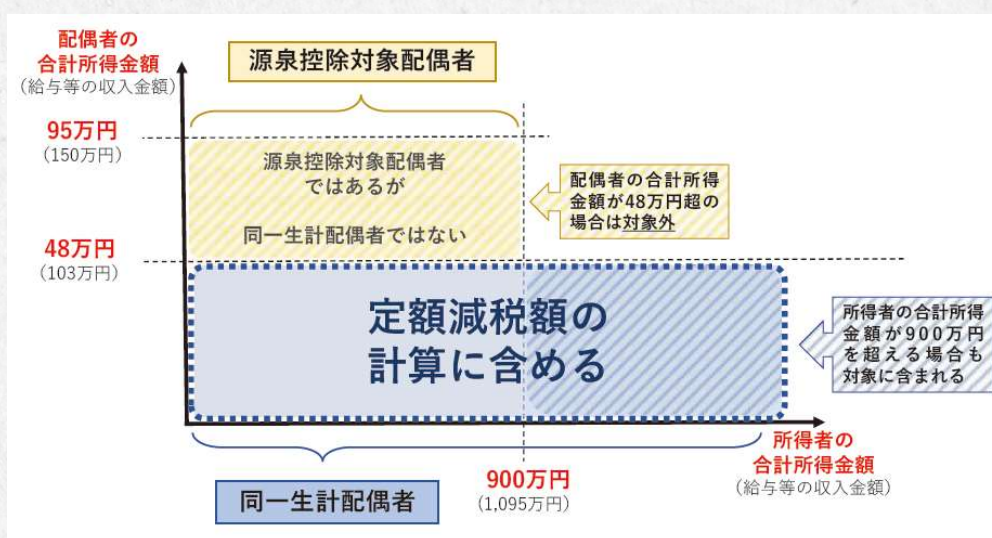 配偶者の
合計所得金額
（給与等の収入金額）
源泉控除対象配偶者
95万円
（150万円）
源泉控除対象配偶者
ではあるが
同一生計配偶者ではない
配偶者の合計所得
金額が48万円超の
場合は対象外
48万円
（103万円）
定額減税額の
計算に含める
所得者の合計所得
金額が900万円
を超える場合も
対象に含まれる
所得者の
合計所得金額
（給与等の収入金額）
900万円
（1,095万円）
同一生計配偶者